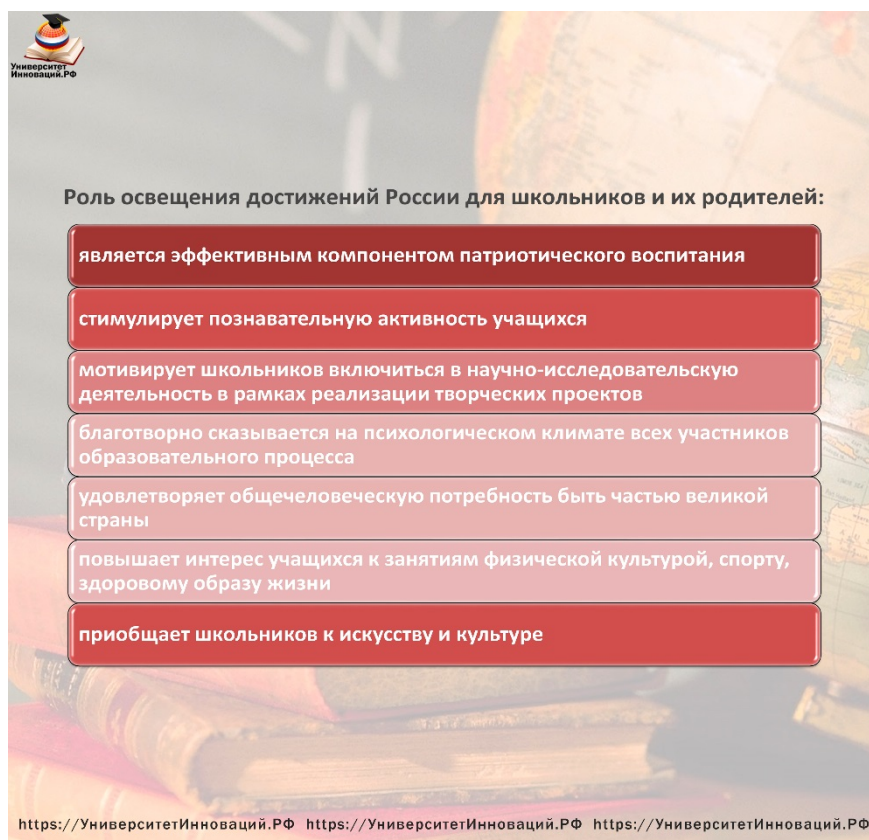 Университет
Инноваций.РФ
Роль освещения достижений России для школьников и их родителей:
является эффективным компонентом патриотического воспитания
стимулирует познавательную активность учащихся
мотивирует школьников включиться в научно-исследовательскую
деятельность в рамках реализации творческих проектов
благотворно сказывается на психологическом климате всех участников
образовательного процесса
удовлетворяет общечеловеческую потребность быть частью великой
страны
повышает интерес учащихся к занятиям физической культурой, спорту,
здоровому образу жизни
приобщает школьников к искусству и культуре
https://УниверситетИнноваций.РФ https://УниверситетИнноваций.РФ https://УниверситетИнноваций.РФ